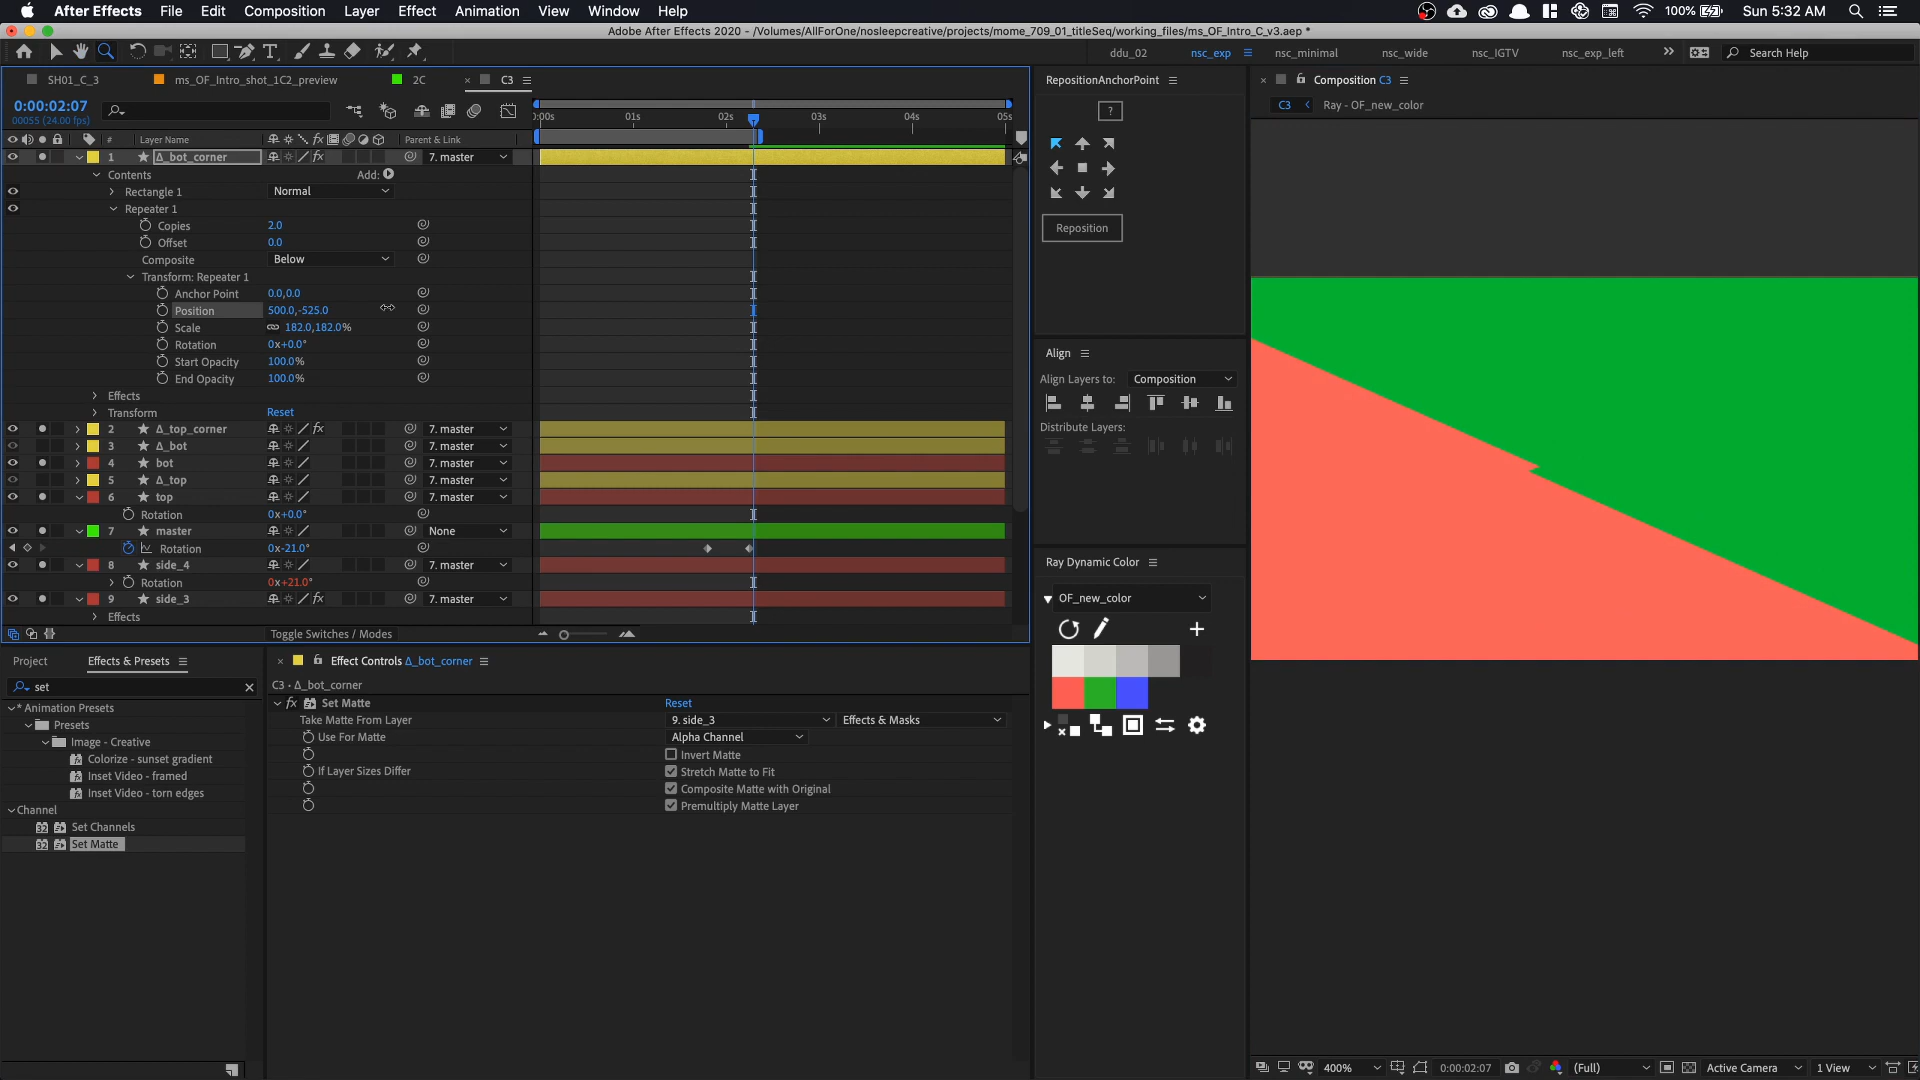 After Effects File Edit Composition Layer Effect Animation View Window Help 100% Sun 5:32 AM
Adobe After Effects 2020 - /Volumes/AllForOne/nosleepcreative/projects/mome_709_01_titleSeq/working_files/ms_OF_Intro_C_v3.aep *
ddu_02 nsc_exp nsc_minimal nsc_wide nsc_IGTV nsc_exp_left Search Help
SH01_C_3 ms_OF_Intro_shot_1C2_preview 2C C3
0:00:02:07
00055 (24.00 fps)
:00s 01s 02s 03s 04s 05s
# Layer Name Parent & Link
1 Δ_bot_corner 7. master
Contents Add:
Rectangle 1 Normal
Repeater 1
Copies 2.0
Offset 0.0
Composite Below
Transform: Repeater 1
Anchor Point 0.0,0.0
Position 500.0,-525.0
Scale 182.0,182.0%
Rotation 0x+0.0°
Start Opacity 100.0%
End Opacity 100.0%
Effects
Transform Reset
2 Δ_top_corner 7. master
3 Δ_bot 7. master
4 bot 7. master
5 Δ_top 7. master
6 top 7. master
Rotation 0x+0.0°
7 master None
Rotation 0x-21.0°
8 side_4 7. master
Rotation 0x+21.0°
9 side_3 7. master
Effects
Toggle Switches / Modes
Project Effects & Presets
set
* Animation Presets
Presets
Image - Creative
Colorize - sunset gradient
Inset Video - framed
Inset Video - torn edges
Channel
32 Set Channels
32 Set Matte
Effect Controls Δ_bot_corner
C3 · Δ_bot_corner
fx Set Matte Reset
Take Matte From Layer 9. side_3 Effects & Masks
Use For Matte Alpha Channel
Invert Matte
If Layer Sizes Differ Stretch Matte to Fit
Composite Matte with Original
Premultiply Matte Layer
RepositionAnchorPoint
?
Reposition
Align
Align Layers to: Composition
Distribute Layers:
Ray Dynamic Color
OF_new_color
Composition C3
C3 Ray - OF_new_color
400% 0:00:02:07 (Full) Active Camera 1 View